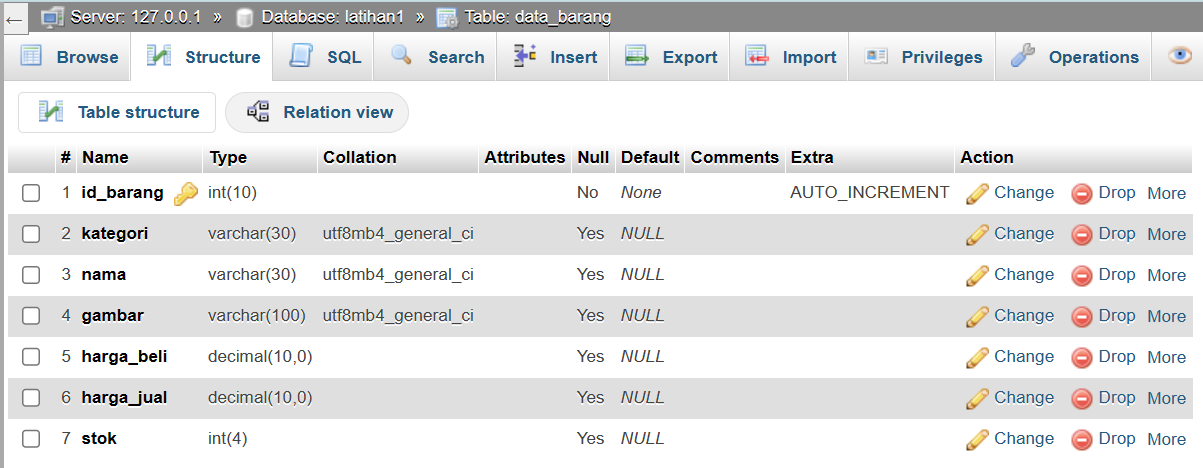 Server: 127.0.0.1 » Database: latihan1 » Table: data_barang
Browse Structure SQL Search Insert Export Import Privileges Operations
Table structure Relation view
# Name Type Collation Attributes Null Default Comments Extra Action
1 id_barang int(10) No None AUTO_INCREMENT Change Drop More
2 kategori varchar(30) utf8mb4_general_ci Yes NULL Change Drop More
3 nama varchar(30) utf8mb4_general_ci Yes NULL Change Drop More
4 gambar varchar(100) utf8mb4_general_ci Yes NULL Change Drop More
5 harga_beli decimal(10,0) Yes NULL Change Drop More
6 harga_jual decimal(10,0) Yes NULL Change Drop More
7 stok int(4) Yes NULL Change Drop More